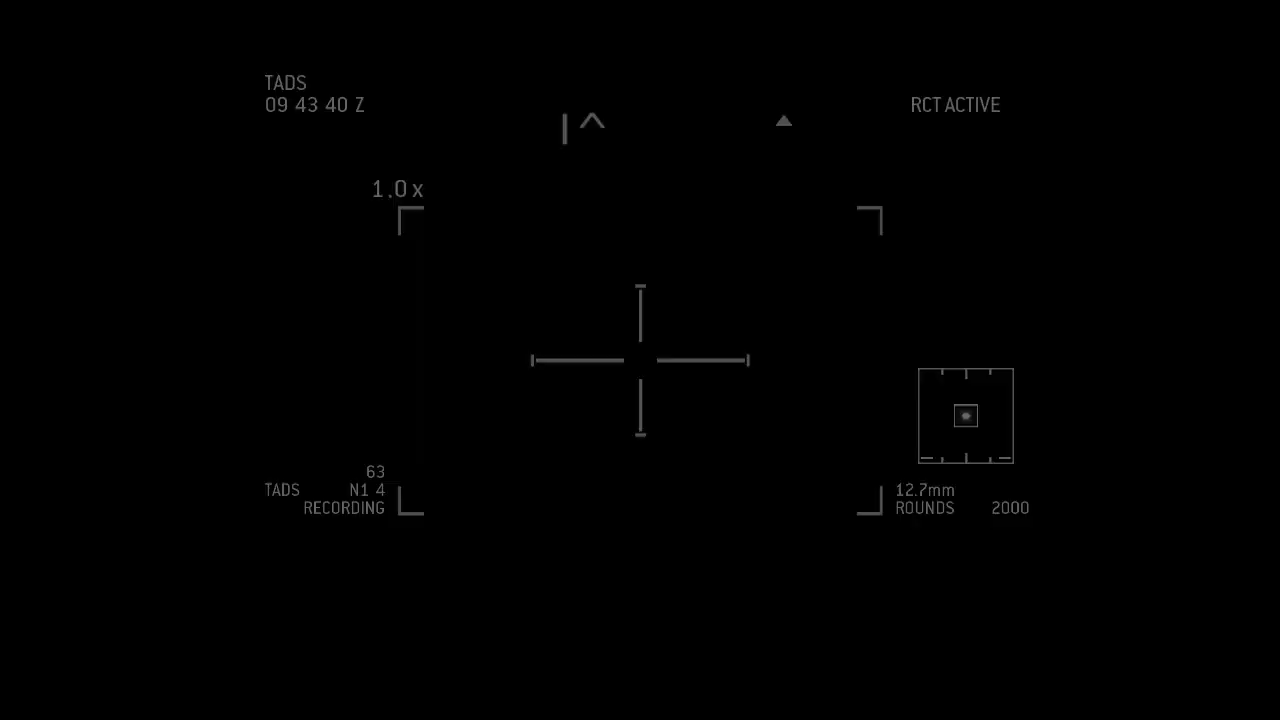 TADS
09 43 40 Z
RCT ACTIVE
1.0 x
63
TADS N1 4
RECORDING
12.7mm
ROUNDS 2000